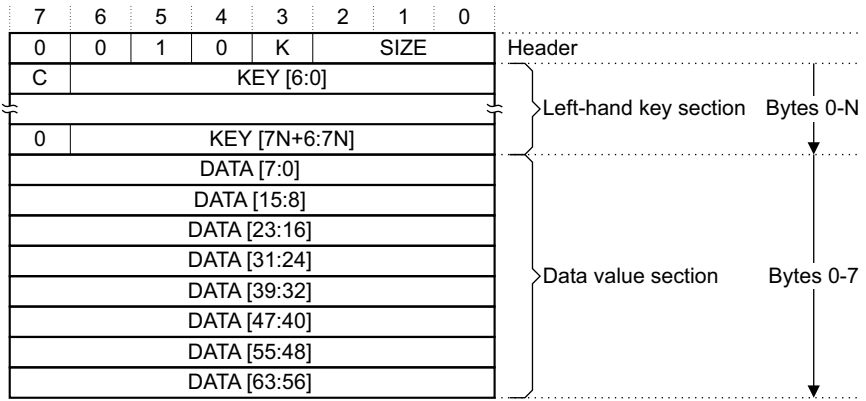 7 6 5 4 3 2 1 0
0 0 1 0 K SIZE Header
C KEY [6:0]
Left-hand key section Bytes 0-N
0 KEY [7N+6:7N]
DATA [7:0]
DATA [15:8]
DATA [23:16]
DATA [31:24]
Data value section Bytes 0-7
DATA [39:32]
DATA [47:40]
DATA [55:48]
DATA [63:56]